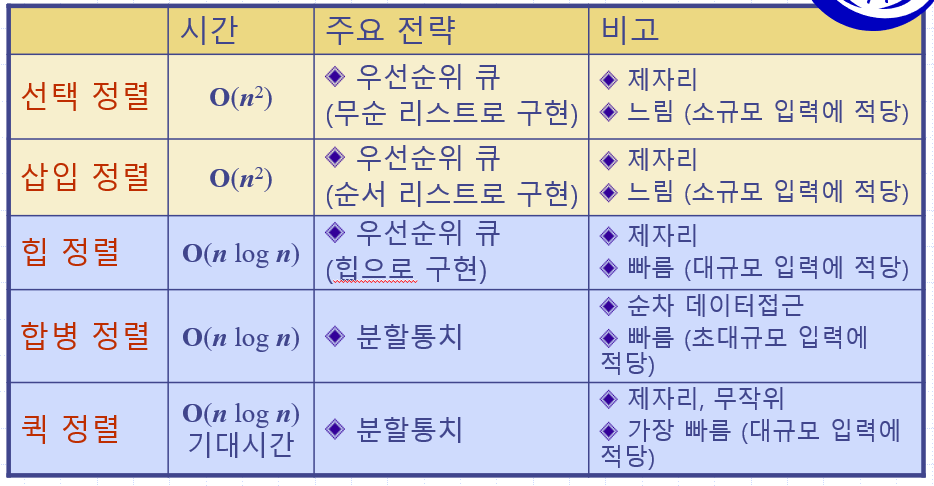 시간 주요 전략 비고
선택 정렬 O(n²) ◈ 우선순위 큐
(무순 리스트로 구현) ◈ 제자리
◈ 느림 (소규모 입력에 적당)
삽입 정렬 O(n²) ◈ 우선순위 큐
(순서 리스트로 구현) ◈ 제자리
◈ 느림 (소규모 입력에 적당)
힙 정렬 O(n log n) ◈ 우선순위 큐
(힙으로 구현) ◈ 제자리
◈ 빠름 (대규모 입력에 적당)
합병 정렬 O(n log n) ◈ 분할통치 ◈ 순차 데이터접근
◈ 빠름 (초대규모 입력에
적당)
퀵 정렬 O(n log n)
기대시간 ◈ 분할통치 ◈ 제자리, 무작위
◈ 가장 빠름 (대규모 입력에
적당)